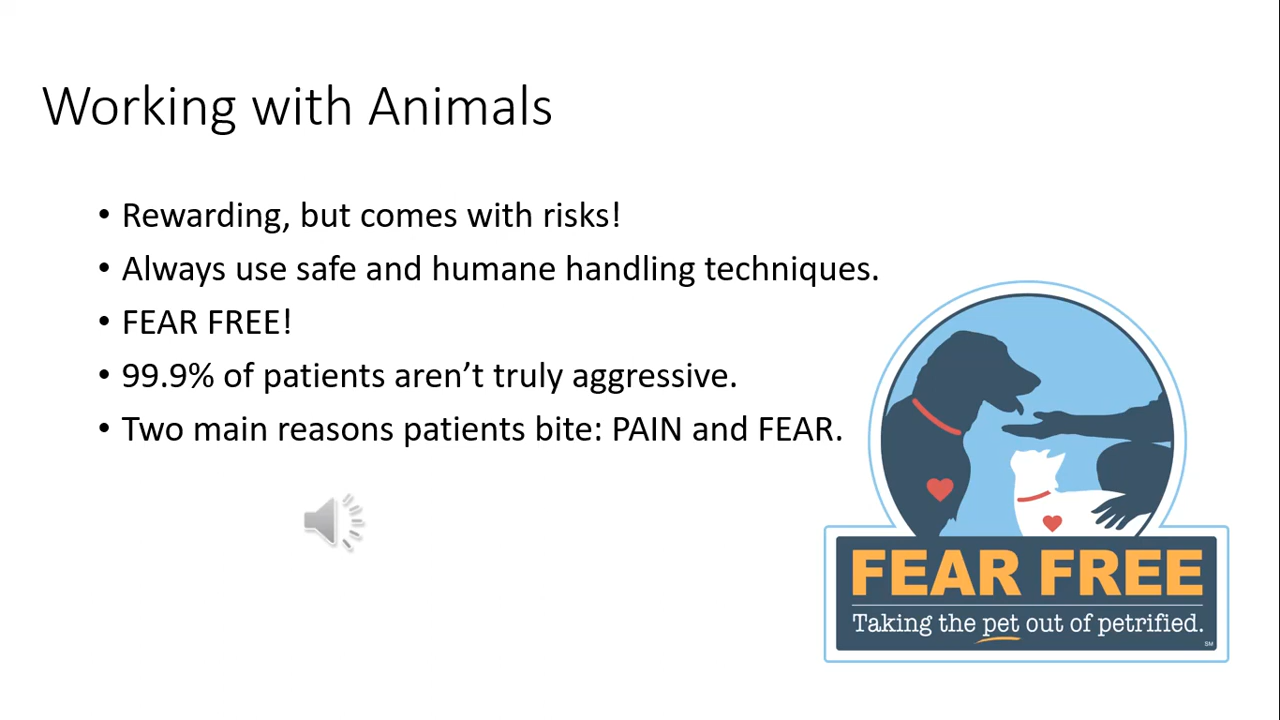 Working with Animals
• Rewarding, but comes with risks!
• Always use safe and humane handling techniques.
• FEAR FREE!
• 99.9% of patients aren’t truly aggressive.
• Two main reasons patients bite: PAIN and FEAR.
FEAR FREE
Taking the pet out of petrified.
SM